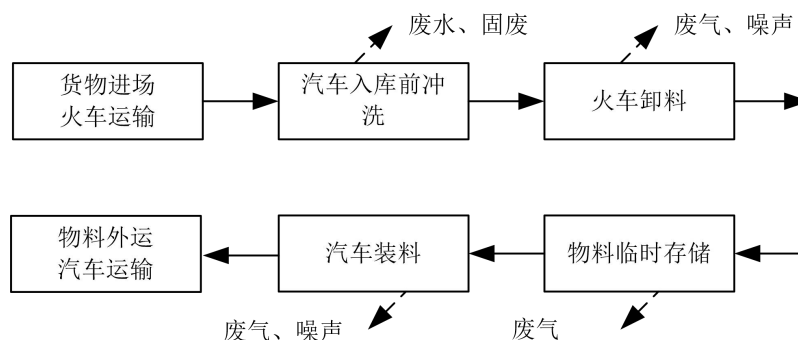 废水、固废
废气、噪声
货物进场
火车运输
汽车入库前冲
洗
火车卸料
物料外运
汽车运输
汽车装料
物料临时存储
废气、噪声
废气